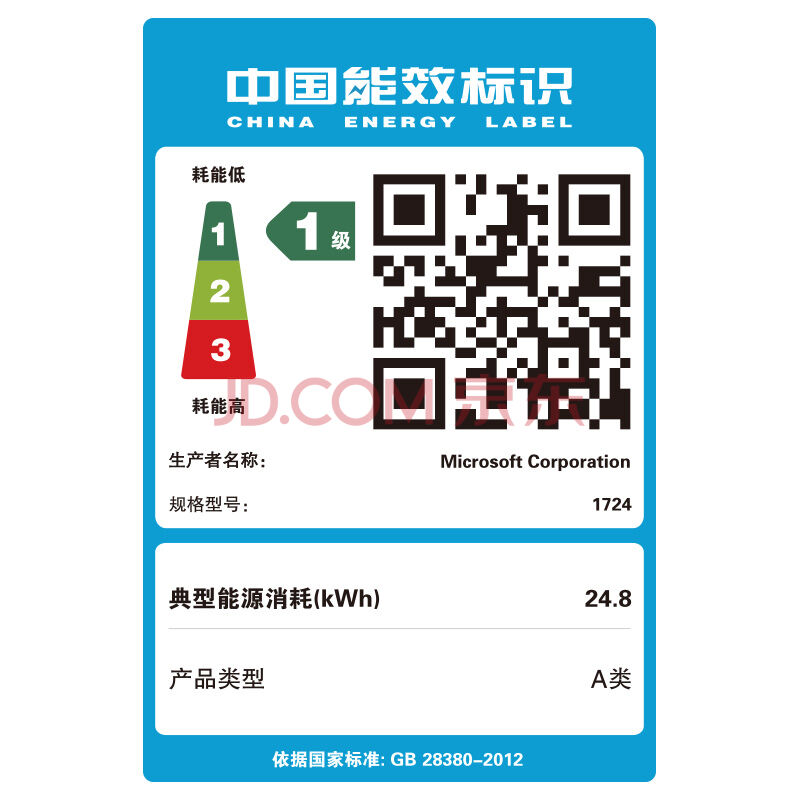 中国能效标识
CHINA ENERGY LABEL
耗能低
1
1级
2
3
JD.COM 京东
耗能高
生产者名称: Microsoft Corporation
规格型号: 1724
典型能源消耗(kWh) 24.8
产品类型 A类
依据国家标准: GB 28380-2012